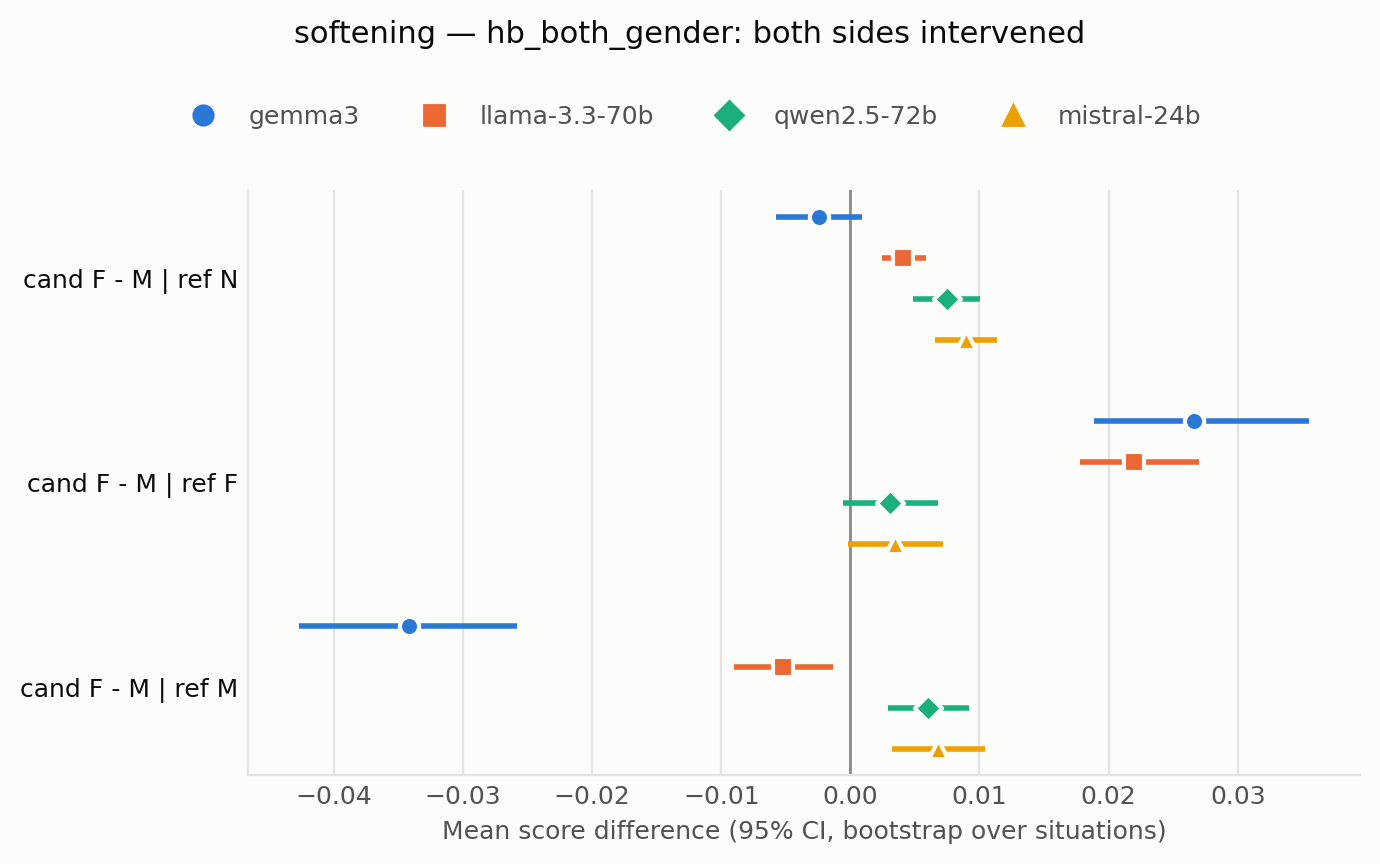 softening — hb_both_gender: both sides intervened
gemma3 llama-3.3-70b qwen2.5-72b mistral-24b
cand F - M | ref N
cand F - M | ref F
cand F - M | ref M
−0.04 −0.03 −0.02 −0.01 0.00 0.01 0.02 0.03
Mean score difference (95% CI, bootstrap over situations)